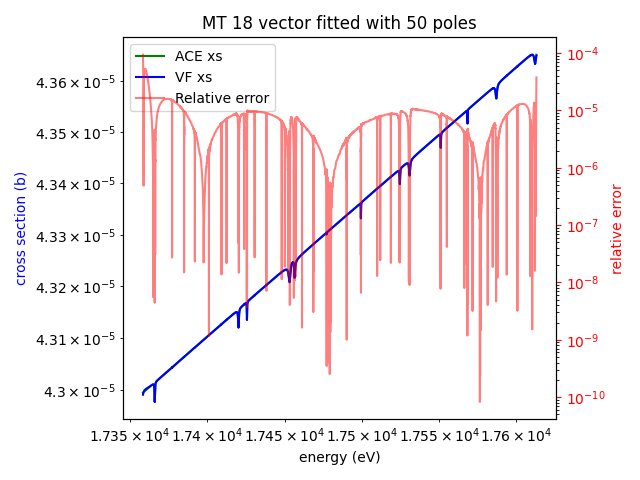 MT 18 vector fitted with 50 poles
ACE xs
VF xs
Relative error
4.36 × 10⁻⁵
4.35 × 10⁻⁵
4.34 × 10⁻⁵
4.33 × 10⁻⁵
4.32 × 10⁻⁵
4.31 × 10⁻⁵
4.3 × 10⁻⁵
cross section (b)
10⁻⁴
10⁻⁵
10⁻⁶
10⁻⁷
10⁻⁸
10⁻⁹
10⁻¹⁰
relative error
1.735 × 10⁴ 1.74 × 10⁴ 1.745 × 10⁴ 1.75 × 10⁴ 1.755 × 10⁴ 1.76 × 10⁴
energy (eV)